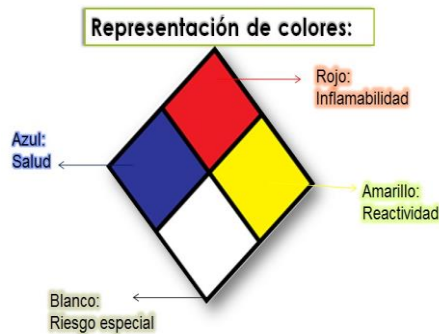 Representación de colores:
Rojo:
Inflamabilidad
Azul:
Salud
Amarillo:
Reactividad
Blanco:
Riesgo especial